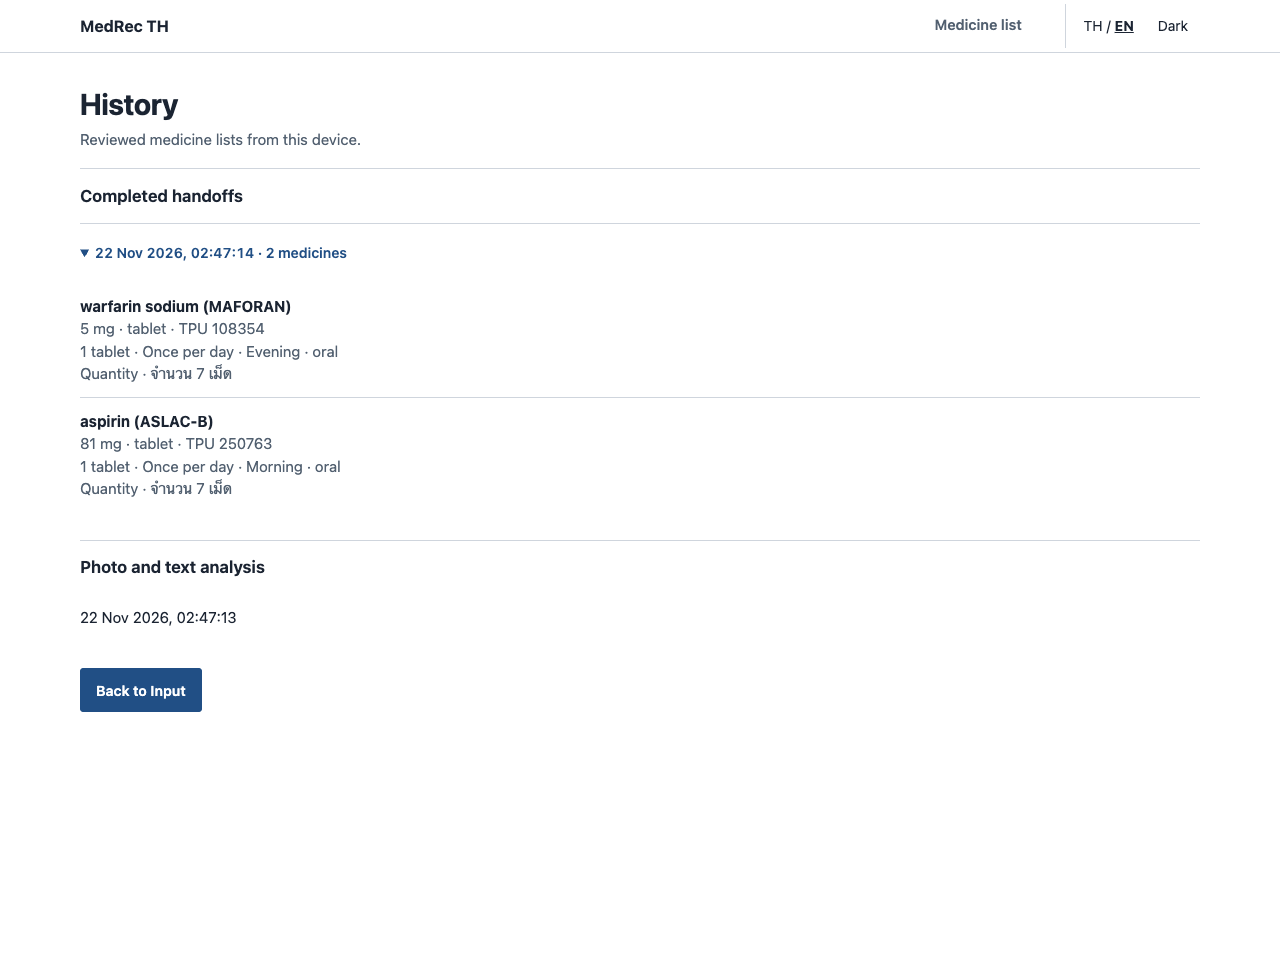 MedRec TH
Medicine list
TH / EN
Dark
History
Reviewed medicine lists from this device.
Completed handoffs
▼ 22 Nov 2026, 02:47:14 · 2 medicines
warfarin sodium (MAFORAN)
5 mg · tablet · TPU 108354
1 tablet · Once per day · Evening · oral
Quantity · จำนวน 7 เม็ด
aspirin (ASLAC-B)
81 mg · tablet · TPU 250763
1 tablet · Once per day · Morning · oral
Quantity · จำนวน 7 เม็ด
Photo and text analysis
22 Nov 2026, 02:47:13
Back to Input